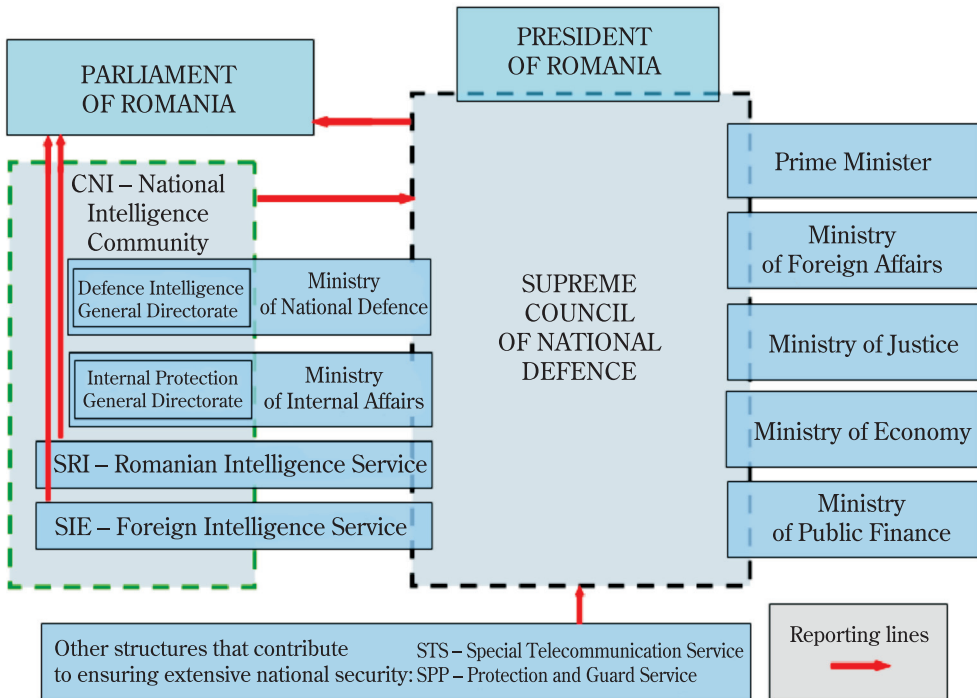 PARLIAMENT
OF ROMANIA
PRESIDENT
OF ROMANIA
CNI – National
Intelligence
Community
Defence Intelligence
General Directorate
Ministry
of National Defence
Internal Protection
General Directorate
Ministry
of Internal Affairs
SRI – Romanian Intelligence Service
SIE – Foreign Intelligence Service
SUPREME
COUNCIL
OF NATIONAL
DEFENCE
Prime Minister
Ministry
of Foreign Affairs
Ministry of Justice
Ministry of Economy
Ministry
of Public Finance
Other structures that contribute
to ensuring extensive national security:
STS – Special Telecommunication Service
SPP – Protection and Guard Service
Reporting lines